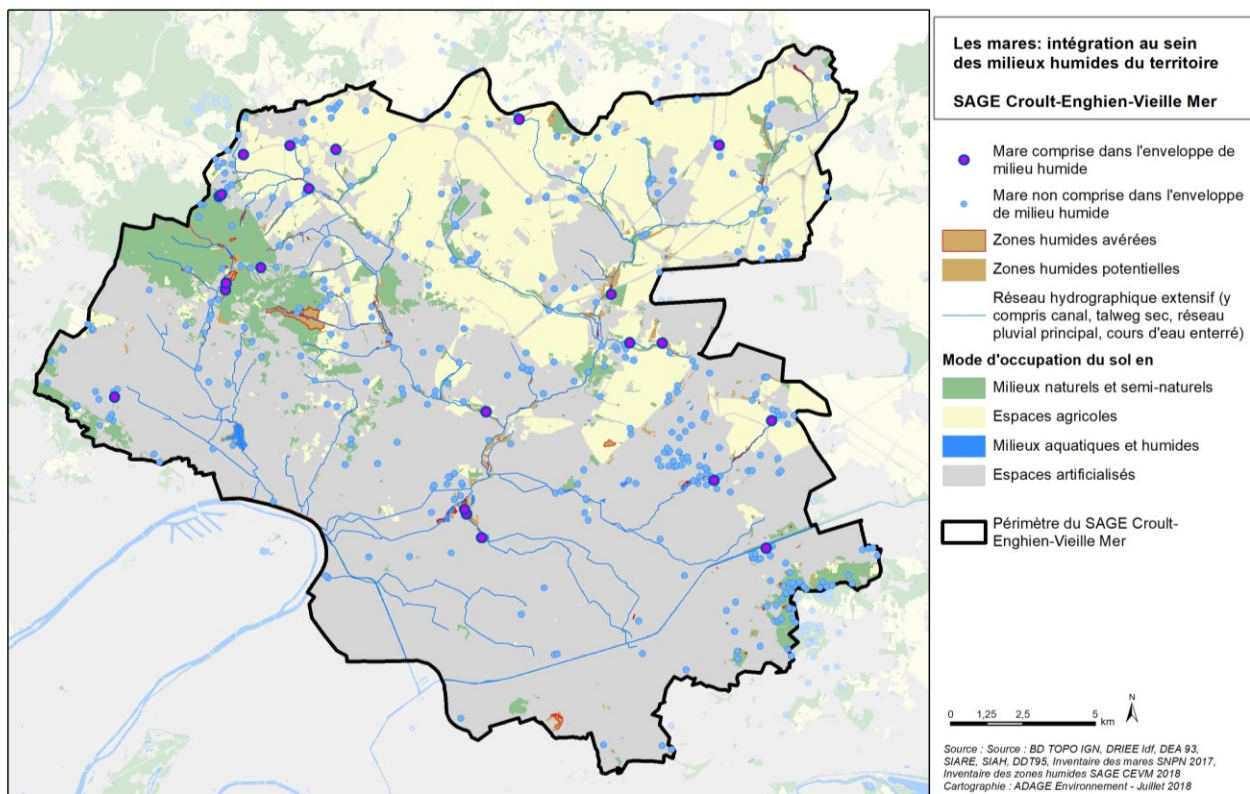 Les mares: intégration au sein
des milieux humides du territoire
SAGE Croult-Enghien-Vieille Mer
Mare comprise dans l'enveloppe de
milieu humide
Mare non comprise dans l'enveloppe
de milieu humide
Zones humides avérées
Zones humides potentielles
Réseau hydrographique extensif (y
compris canal, talweg sec, réseau
pluvial principal, cours d'eau enterré)
Mode d'occupation du sol en
Milieux naturels et semi-naturels
Espaces agricoles
Milieux aquatiques et humides
Espaces artificialisés
Périmètre du SAGE Croult-
Enghien-Vieille Mer
N
0 1,25 2,5 5
km
Source : Source : BD TOPO IGN, DRIEE Idf, DEA 93,
SIARE, SIAH, DDT95, Inventaire des mares SNPN 2017,
Inventaire des zones humides SAGE CEVM 2018
Cartographie : ADAGE Environnement - Juillet 2018